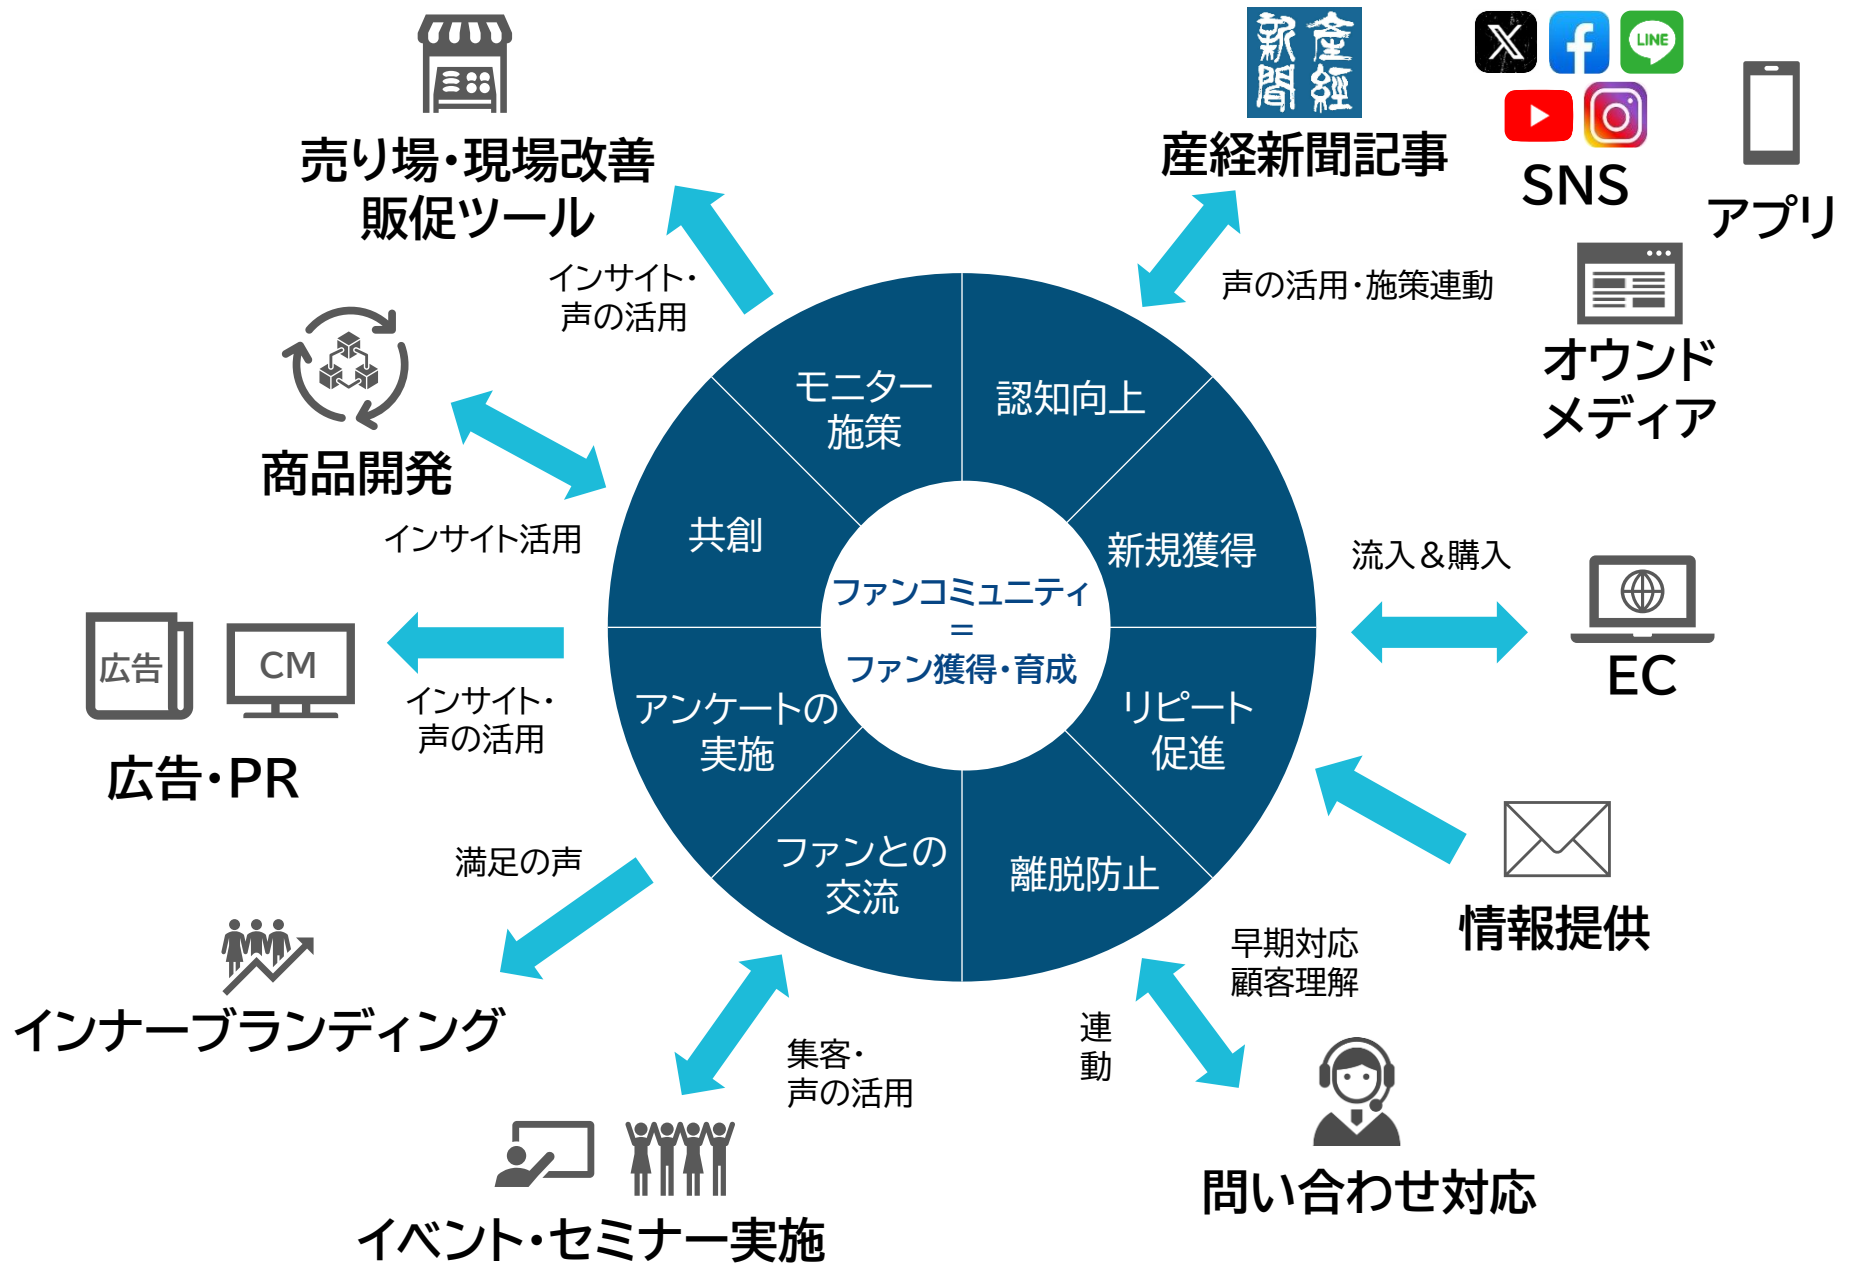 売り場・現場改善
販促ツール
インサイト・
声の活用
新 産
聞 經
産経新聞記事
声の活用・施策連動
X
f
LINE
SNS
アプリ
オウンド
メディア
商品開発
インサイト活用
モニター
施策
認知向上
共創
新規獲得
ファンコミュニティ
＝
ファン獲得・育成
アンケートの
実施
リピート
促進
ファンとの
交流
離脱防止
流入＆購入
EC
広告
CM
インサイト・
声の活用
広告・PR
満足の声
インナーブランディング
情報提供
早期対応
顧客理解
連
動
集客・
声の活用
問い合わせ対応
イベント・セミナー実施